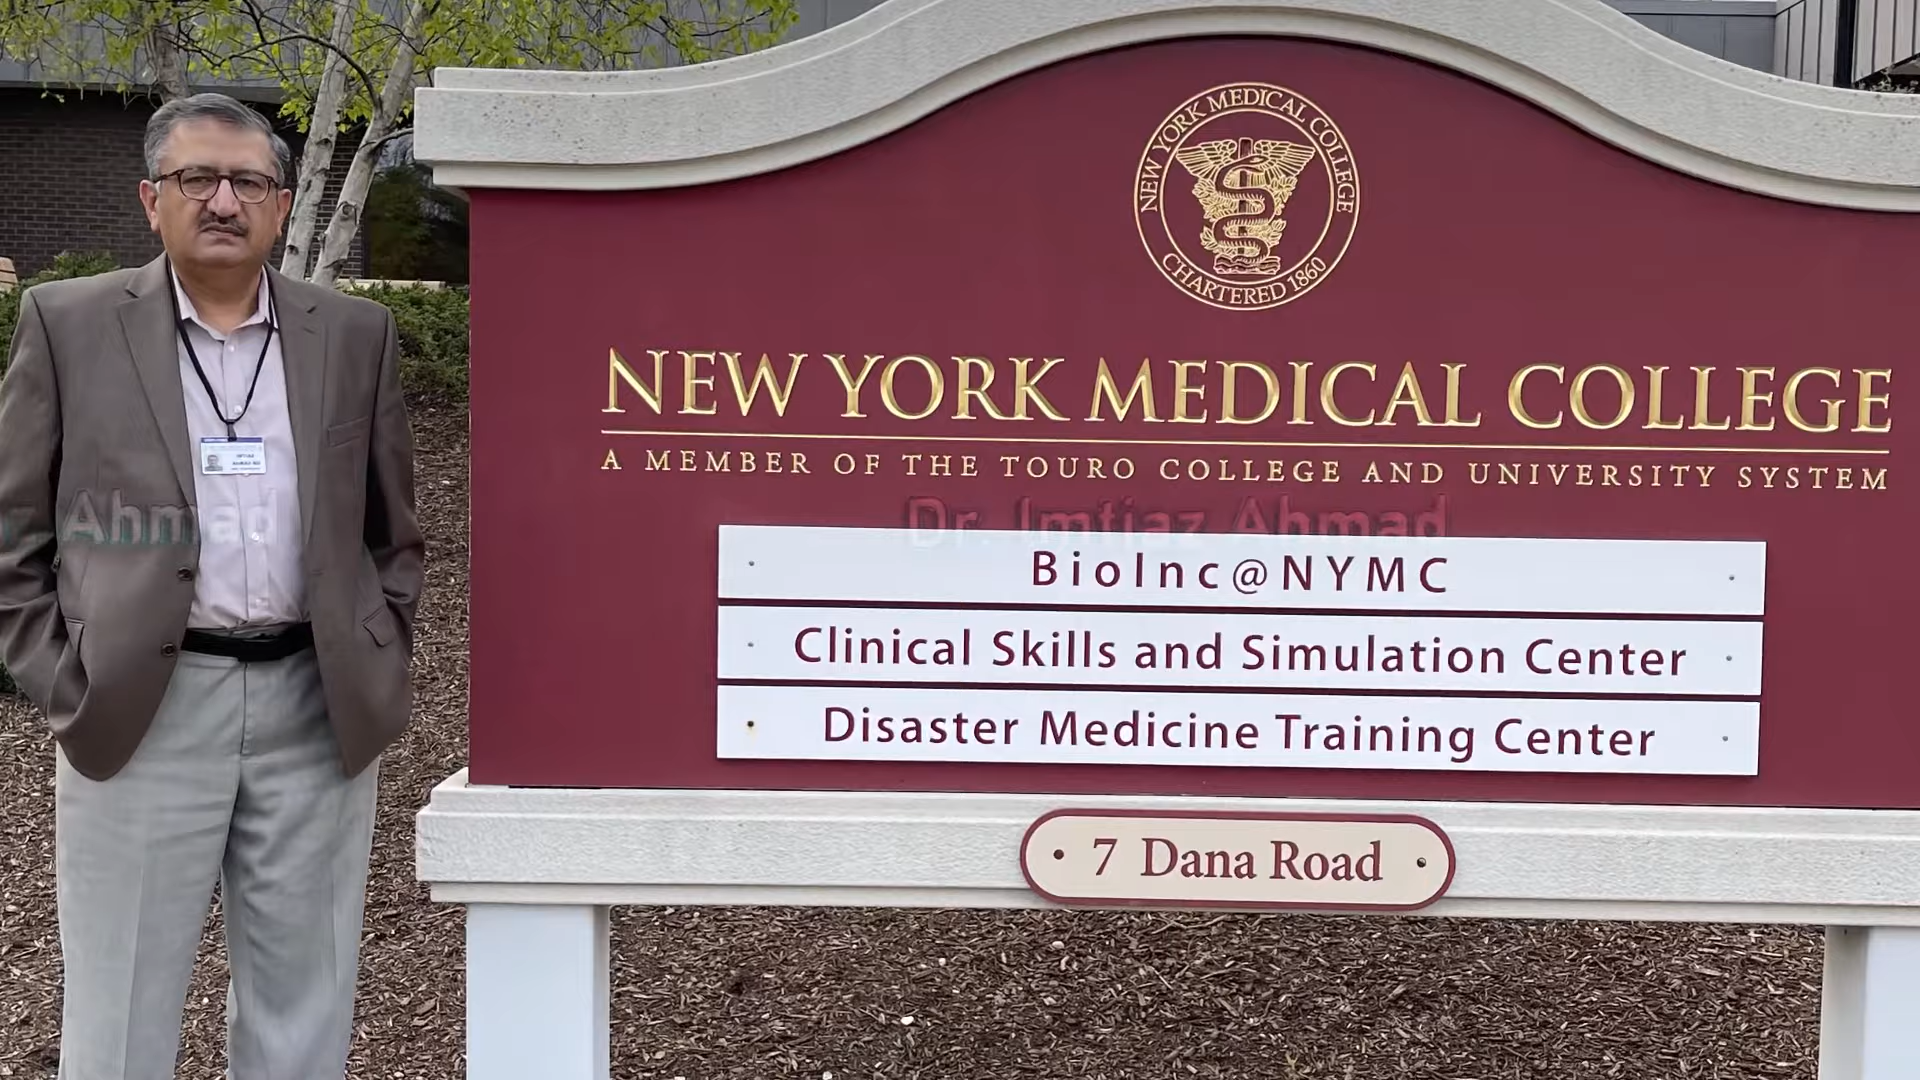 NEW YORK MEDICAL COLLEGE
CHARTERED 1860
NEW YORK MEDICAL COLLEGE
A MEMBER OF THE TOURO COLLEGE AND UNIVERSITY SYSTEM
Ahmad
Dr. Imtiaz Ahmad
BioInc@NYMC
Clinical Skills and Simulation Center
Disaster Medicine Training Center
7 Dana Road